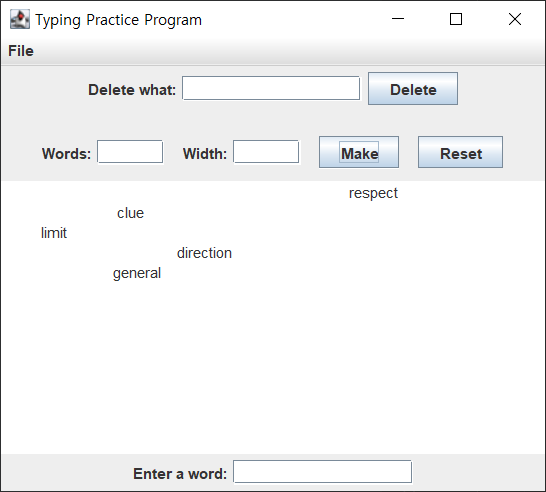 Typing Practice Program
File
Delete what: Delete
Words: Width: Make Reset
respect
clue
limit
direction
general
Enter a word: